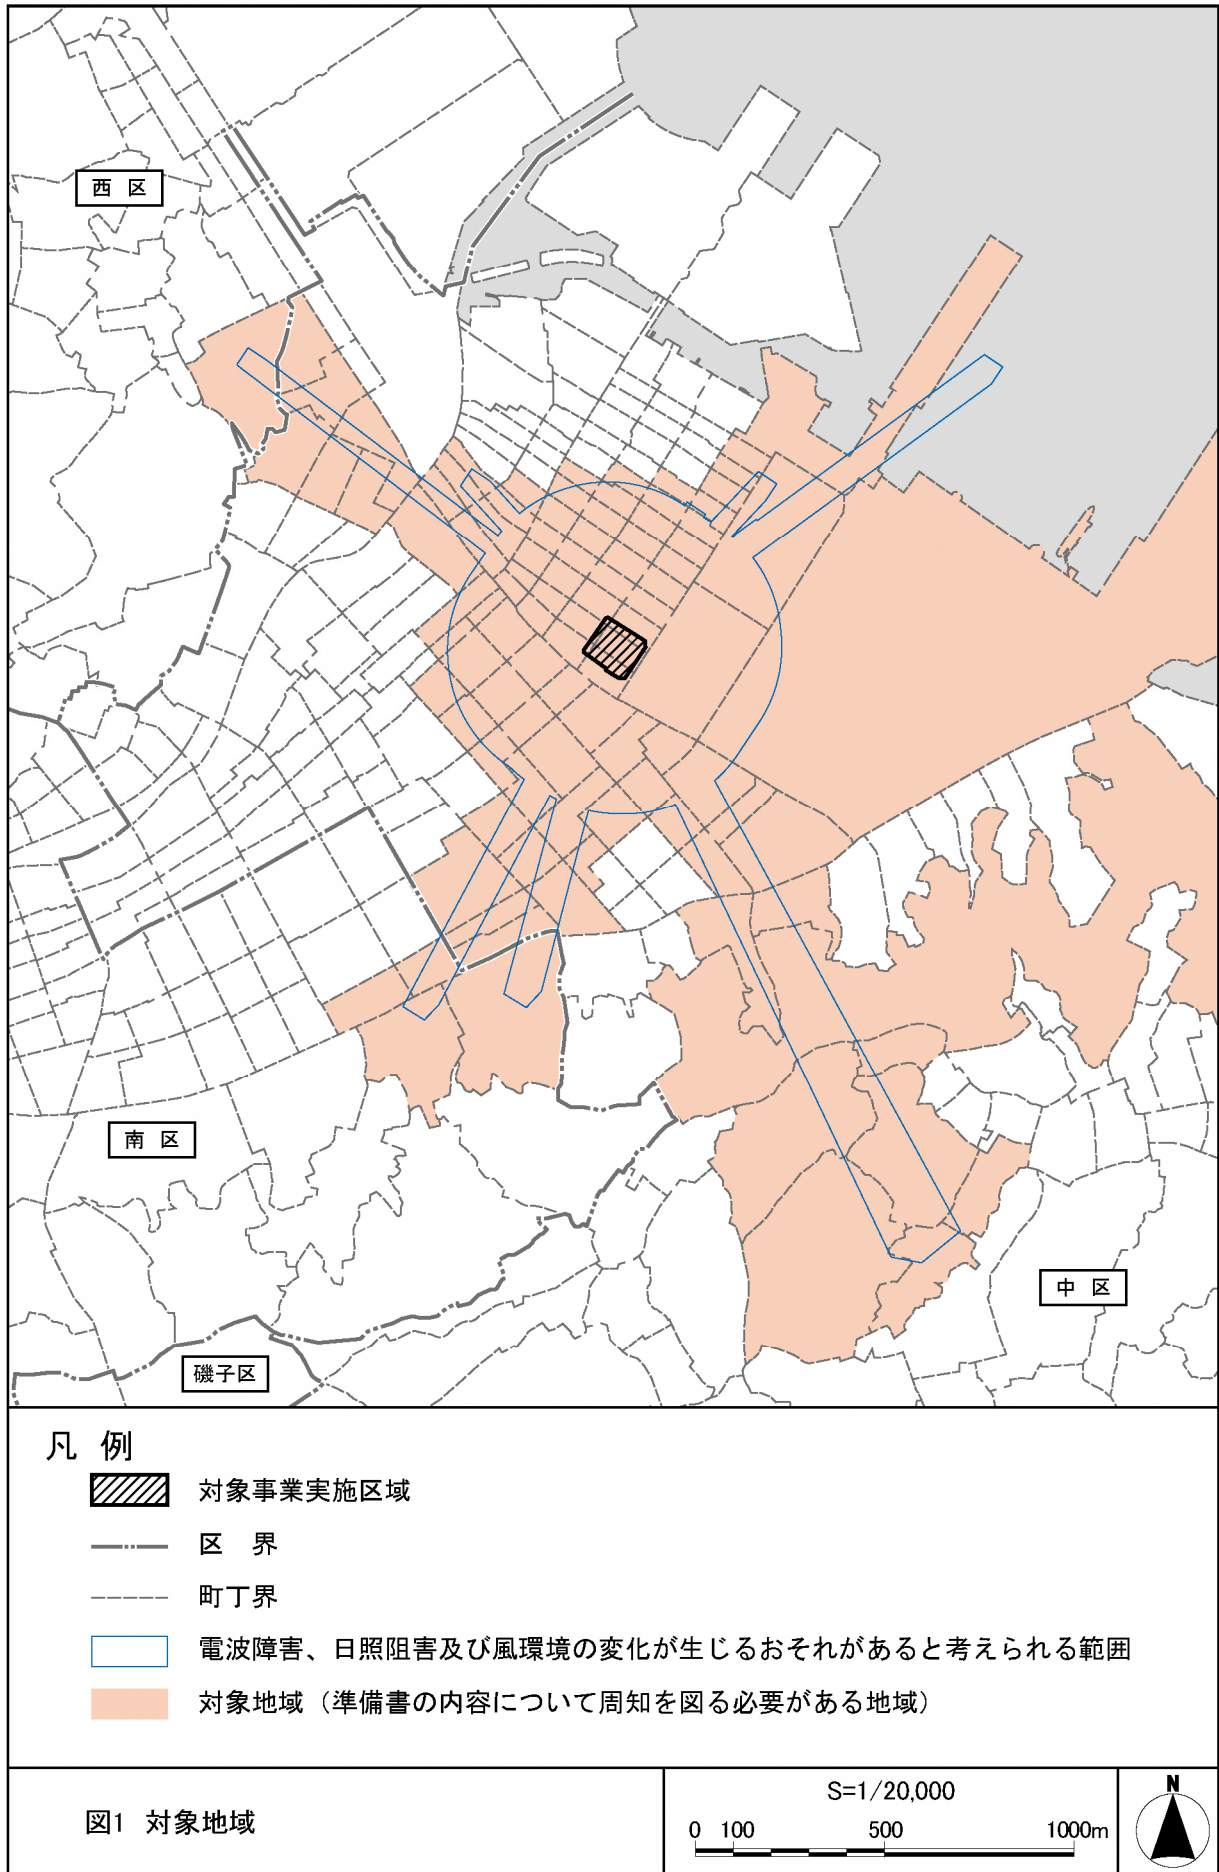 西 区
南 区
中 区
磯子区
凡 例
対象事業実施区域
区 界
町丁界
電波障害、日照阻害及び風環境の変化が生じるおそれがあると考えられる範囲
対象地域（準備書の内容について周知を図る必要がある地域）
図1 対象地域
S=1/20,000
0 100 500 1000m
N